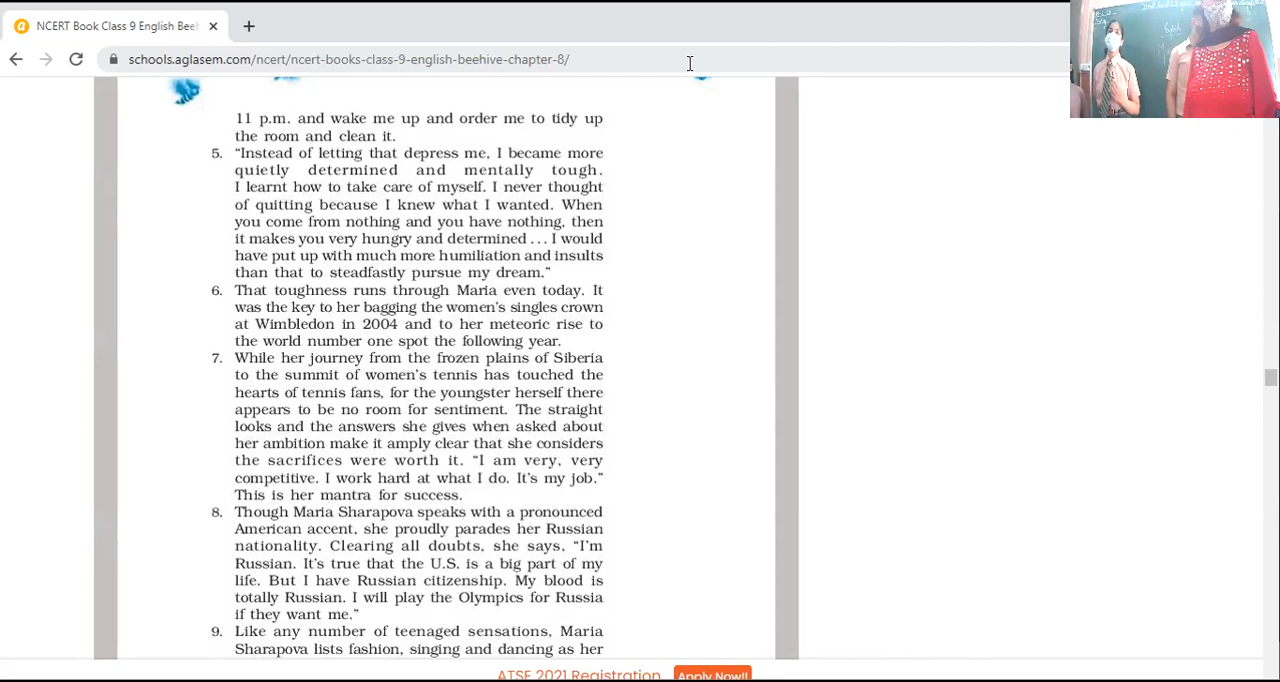 NCERT Book Class 9 English Bee
schools.aglasem.com/ncert/ncert-books-class-9-english-beehive-chapter-8/
11 p.m. and wake me up and order me to tidy up
the room and clean it.
5. “Instead of letting that depress me, I became more
quietly determined and mentally tough.
I learnt how to take care of myself. I never thought
of quitting because I knew what I wanted. When
you come from nothing and you have nothing, then
it makes you very hungry and determined . . . I would
have put up with much more humiliation and insults
than that to steadfastly pursue my dream.”
6. That toughness runs through Maria even today. It
was the key to her bagging the women’s singles crown
at Wimbledon in 2004 and to her meteoric rise to
the world number one spot the following year.
7. While her journey from the frozen plains of Siberia
to the summit of women’s tennis has touched the
hearts of tennis fans, for the youngster herself there
appears to be no room for sentiment. The straight
looks and the answers she gives when asked about
her ambition make it amply clear that she considers
the sacrifices were worth it. “I am very, very
competitive. I work hard at what I do. It’s my job.”
This is her mantra for success.
8. Though Maria Sharapova speaks with a pronounced
American accent, she proudly parades her Russian
nationality. Clearing all doubts, she says, “I’m
Russian. It’s true that the U.S. is a big part of my
life. But I have Russian citizenship. My blood is
totally Russian. I will play the Olympics for Russia
if they want me.”
9. Like any number of teenaged sensations, Maria
Sharapova lists fashion, singing and dancing as her
ATSE 2021 Registration Apply Now!!